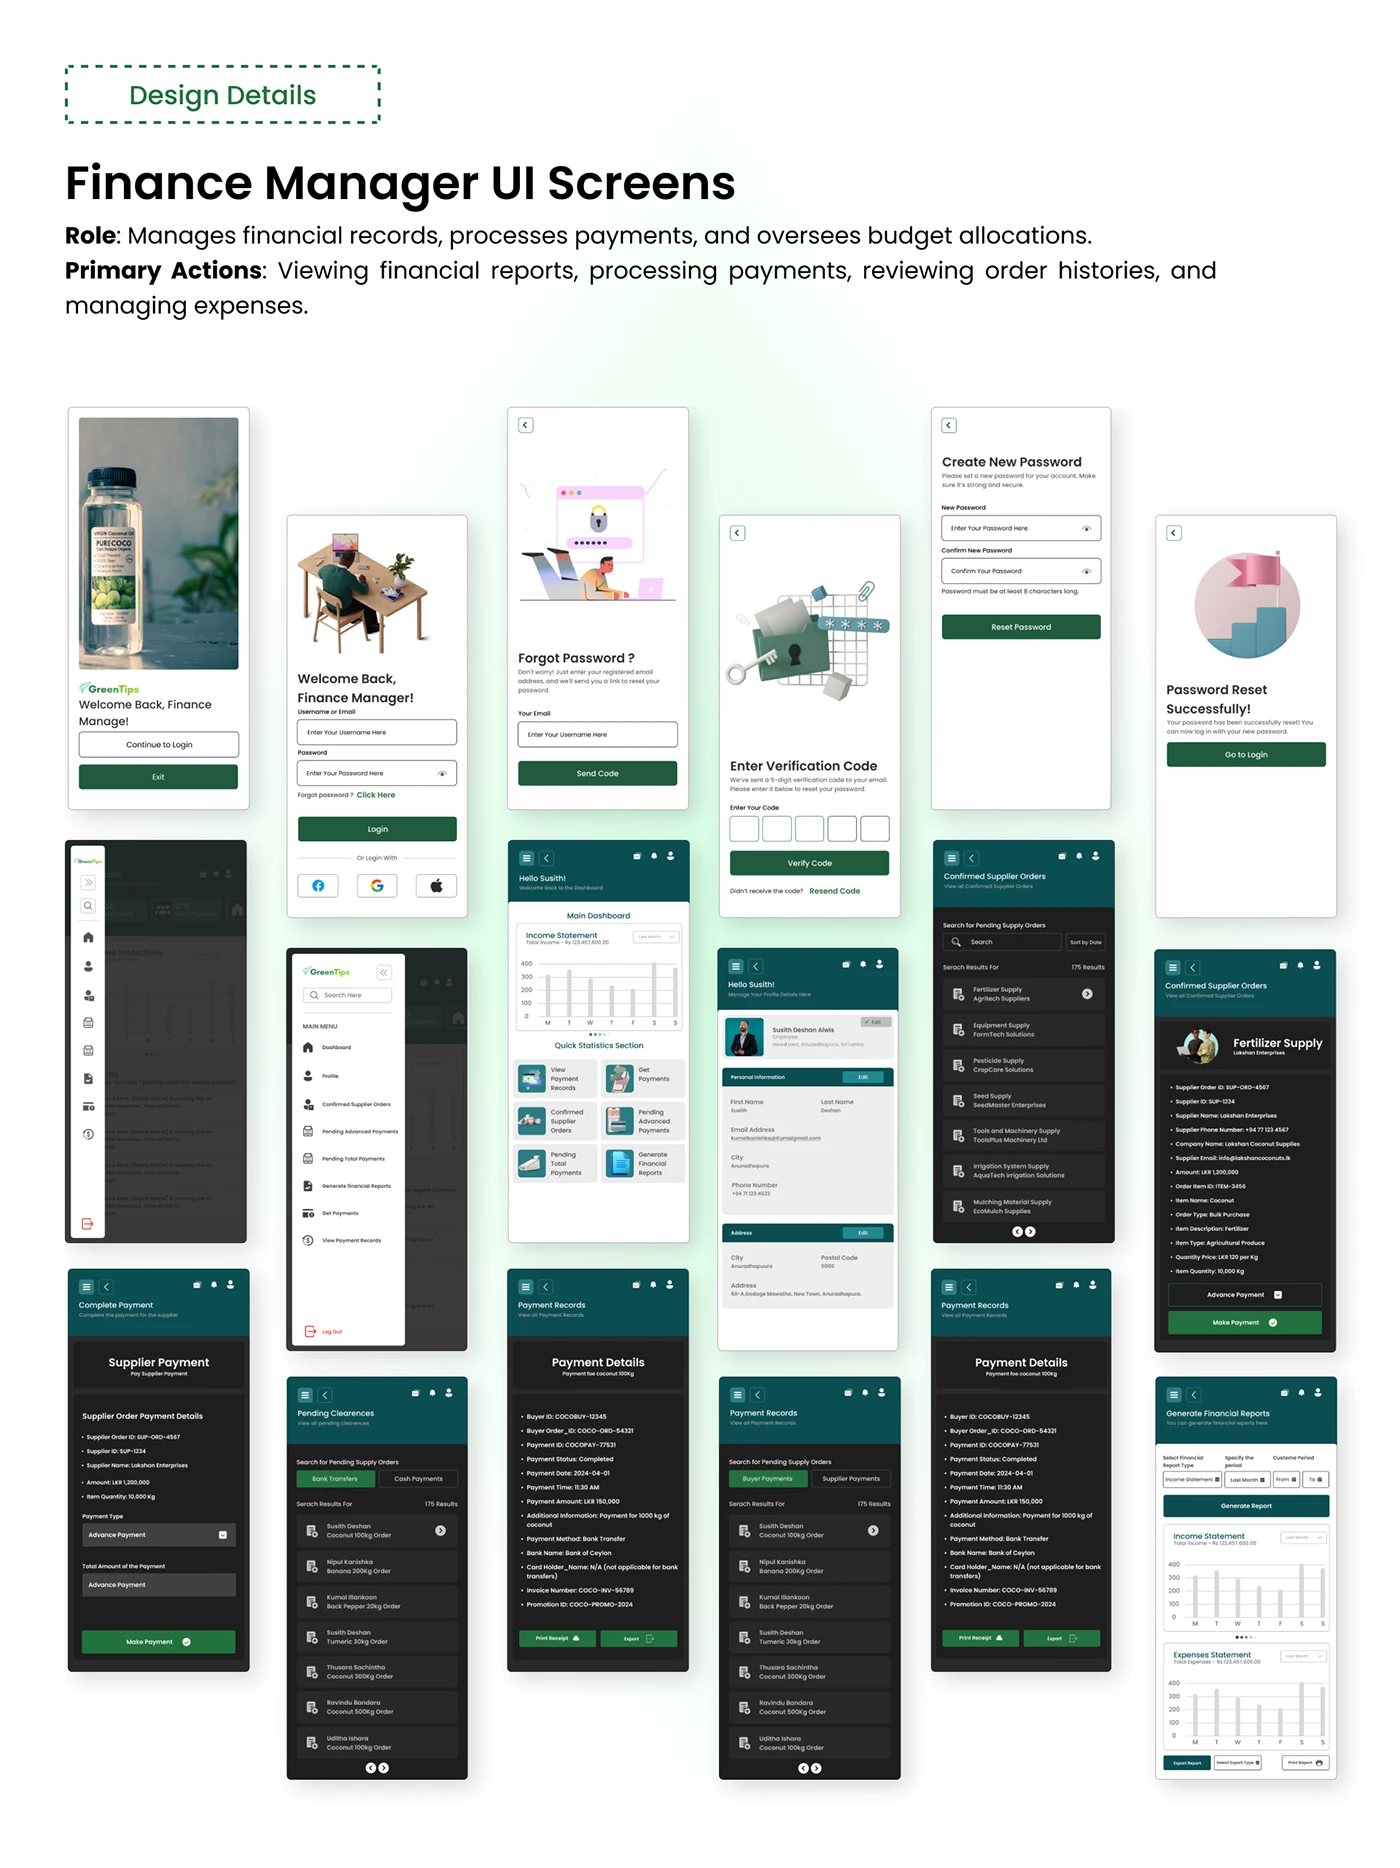 Design Details
Finance Manager UI Screens
Role: Manages financial records, processes payments, and oversees budget allocations.
Primary Actions: Viewing financial reports, processing payments, reviewing order histories, and
managing expenses.
PURECOCO
GreenTips
Welcome Back, Finance
Manage!
Continue to Login
Exit
Welcome Back,
Finance Manager!
Username or Email
Enter Your Username Here
Password
Enter Your Password Here
Forgot password ? Click Here
Login
Or Login With
Forgot Password ?
Don't worry! Just enter your registered email
address, and we'll send you a link to reset your
password.
Your Email
Enter Your Username Here
Send Code
Enter Verification Code
We've sent a 5-digit verification code to your email.
Please enter it below to reset your password.
Enter Your Code
Verify Code
Didn't receive the code? Resend Code
Create New Password
Please set a new password for your account. Make
sure it's strong and secure.
New Password
Enter Your Password Here
Confirm New Password
Confirm Your Password
Password must be at least 8 characters long.
Reset Password
Password Reset
Successfully!
Your password has been successfully reset! You
can now log in with your new password.
Go to Login
GreenTips
GreenTips
Search Here
MAIN MENU
Dashboard
Profile
Confirmed Supplier Orders
Pending Advanced Payments
Pending Total Payments
Generate financial Reports
Get Payments
View Payment Records
Log Out
Hello Susith!
Welcome Back to the Dashboard
Main Dashboard
Income Statement
Total Income - Rs 123,457,600.00
Last Month
400
300
200
100
0
M T W T F S S
Quick Statistics Section
View
Payment
Records
Get
Payments
Confirmed
Supplier
Orders
Pending
Advanced
Payments
Pending
Total
Payments
Generate
Financial
Reports
Hello Susith!
Manage Your Profile Details Here
Susith Deshan Alwis
Employee
Newtown, Anuradhapura, Sri Lanka
Edit
Personal Information
Edit
First Name
Susith
Last Name
Deshan
Email Address
City
Anuradhapura
Phone Number
+94 71 123 4523
Address
Edit
City
Anuradhapuura
Postal Code
5000
Address
68-A,Godage Mawatha, New Town, Anuradhapura.
Confirmed Supplier Orders
View all Confirmed Supplier Orders
Search for Pending Supply Orders
Search
Sort by Date
Serach Results For
175 Results
Fertilizer Supply
Agritech Suppliers
Equipment Supply
FarmTech Solutions
Pesticide Supply
CropCare Solutions
Seed Supply
SeedMaster Enterprises
Tools and Machinery Supply
ToolsPlus Machinery Ltd
Irrigation System Supply
AquaTech Irrigation Solutions
Mulching Material Supply
EcoMulch Supplies
Confirmed Supplier Orders
View all Confirmed Supplier Orders
Fertilizer Supply
Lakshan Enterprises
• Supplier Order ID: SUP-ORD-4567
• Supplier ID: SUP-1234
• Supplier Name: Lakshan Enterprises
• Supplier Phone Number: +94 77 123 4567
• Company Name: Lakshan Coconut Supplies
• Supplier Email: info@lakshancoconuts.lk
• Amount: LKR 1,200,000
• Order Item ID: ITEM-3456
• Item Name: Coconut
• Order Type: Bulk Purchase
• Item Description: Fertilizer
• Item Type: Agricultural Produce
• Quantity Price: LKR 120 per Kg
• Item Quantity: 10,000 Kg
Advance Payment
Make Payment
Complete Payment
Complete the payment for the supplier
Supplier Payment
Pay Supplier Payment
Supplier Order Payment Details
• Supplier Order ID: SUP-ORD-4567
• Supplier ID: SUP-1234
• Supplier Name: Lakshan Enterprises
• Amount: LKR 1,200,000
• Item Quantity: 10,000 Kg
Payment Type
Advance Payment
Total Amount of the Payment
Advance Payment
Make Payment
Pending Clearences
View all pending clearences
Search for Pending Supply Orders
Bank Transfers
Cash Payments
Serach Results For
175 Results
Susith Deshan
Coconut 100Kg Order
Nipul Kanishka
Banana 200Kg Order
Kumal Illankoon
Back Pepper 20kg Order
Susith Deshan
Tumeric 30kg Order
Thusara Sachintha
Coconut 300Kg Order
Ravindu Bandara
Coconut 500Kg Order
Uditha Ishara
Coconut 100kg Order
Payment Records
View all Payment Records
Payment Details
Payment foe coconut 100Kg
• Buyer ID: COCOBUY-12345
• Buyer Order_ID: COCO-ORD-54321
• Payment ID: COCOPAY-77531
• Payment Status: Completed
• Payment Date: 2024-04-01
• Payment Time: 11:30 AM
• Payment Amount: LKR 150,000
• Additional Information: Payment for 1000 kg of
coconut
• Payment Method: Bank Transfer
• Bank Name: Bank of Ceylon
• Card Holder_Name: N/A (not applicable for bank
transfers)
• Invoice Number: COCO-INV-56789
• Promotion ID: COCO-PROMO-2024
Print Receipt
Export
Payment Records
View all Payment Records
Search for Pending Supply Orders
Buyer Payments
Supplier Payments
Serach Results For
175 Results
Susith Deshan
Coconut 100Kg Order
Nipul Kanishka
Banana 200Kg Order
Kumal Illankoon
Back Pepper 20kg Order
Susith Deshan
Tumeric 30kg Order
Thusara Sachintha
Coconut 300Kg Order
Ravindu Bandara
Coconut 500Kg Order
Uditha Ishara
Coconut 100kg Order
Payment Records
View all Payment Records
Payment Details
Payment foe coconut 100Kg
• Buyer ID: COCOBUY-12345
• Buyer Order_ID: COCO-ORD-54321
• Payment ID: COCOPAY-77531
• Payment Status: Completed
• Payment Date: 2024-04-01
• Payment Time: 11:30 AM
• Payment Amount: LKR 150,000
• Additional Information: Payment for 1000 kg of
coconut
• Payment Method: Bank Transfer
• Bank Name: Bank of Ceylon
• Card Holder_Name: N/A (not applicable for bank
transfers)
• Invoice Number: COCO-INV-56789
• Promotion ID: COCO-PROMO-2024
Print Receipt
Export
Generate Financial Reports
You can generate financial reports here
Select Financial
Report Type
Specify the
period
Custome Period
Income Statement
Last Month
From
To
Generate Report
Income Statement
Total Income - Rs 123,457,600.00
Last Month
400
300
200
100
0
M T W T F S S
Expenses Statement
Total Expenses - Rs 123,457,600.00
Last Month
400
300
200
100
0
M T W T F S S
Export Report
Select Export Type
Print Report